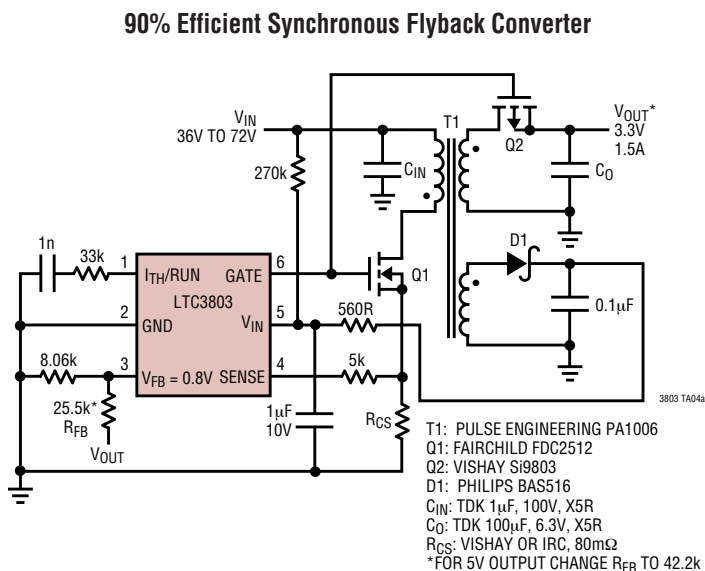 90% Efficient Synchronous Flyback Converter
VIN
36V TO 72V
T1
VOUT*
3.3V
1.5A
Q2
270k
CIN
CO
1n
33k
1
ITH/RUN
GATE
6
Q1
D1
LTC3803
2
GND
VIN
5
560R
0.1µF
8.06k
3
VFB = 0.8V
SENSE
4
5k
25.5k*
RFB
VOUT
1µF
10V
RCS
3803 TA04a
T1: PULSE ENGINEERING PA1006
Q1: FAIRCHILD FDC2512
Q2: VISHAY Si9803
D1: PHILIPS BAS516
CIN: TDK 1µF, 100V, X5R
CO: TDK 100µF, 6.3V, X5R
RCS: VISHAY OR IRC, 80mΩ
*FOR 5V OUTPUT CHANGE RFB TO 42.2k